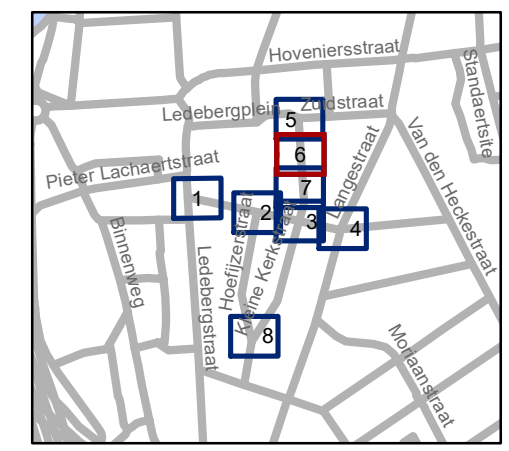 Hoveniersstraat
Standaertsite
Ledebergplein
Zuidstraat
5
6
Pieter Lachaertstraat
Langestraat
Van den Heckestraat
7
1
2
3
4
Binnenweg
Ledebergstraat
Hoefijzerstraat
Kleine Kerkstraat
8
Moriaanstraat